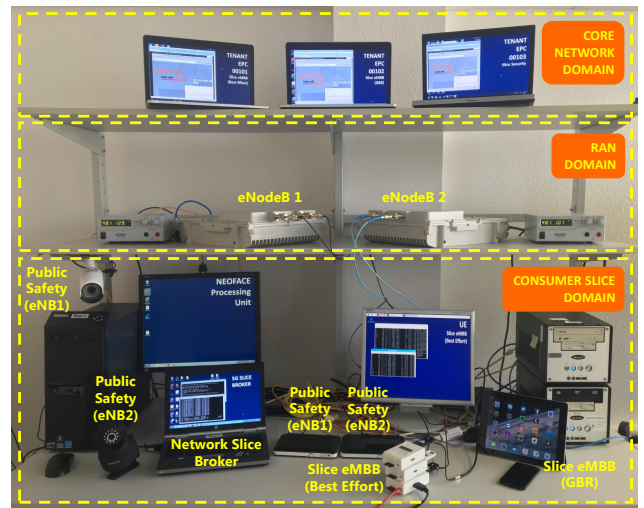 TENANT
EPC
00101
Slice eMBB
(Best Effort)
TENANT
EPC
00102
Slice eMBB
(GBR)
TENANT
EPC
00103
Slice Security
CORE
NETWORK
DOMAIN
RAN
DOMAIN
eNodeB 1
eNodeB 2
CONSUMER SLICE
DOMAIN
Public
Safety
(eNB1)
NEOFACE
Processing
Unit
UE
Slice eMBB
(Best Effort)
5G SLICE
BROKER
Public
Safety
(eNB2)
Public
Safety
(eNB1)
Public
Safety
(eNB2)
Network Slice
Broker
Slice eMBB
(Best Effort)
Slice eMBB
(GBR)